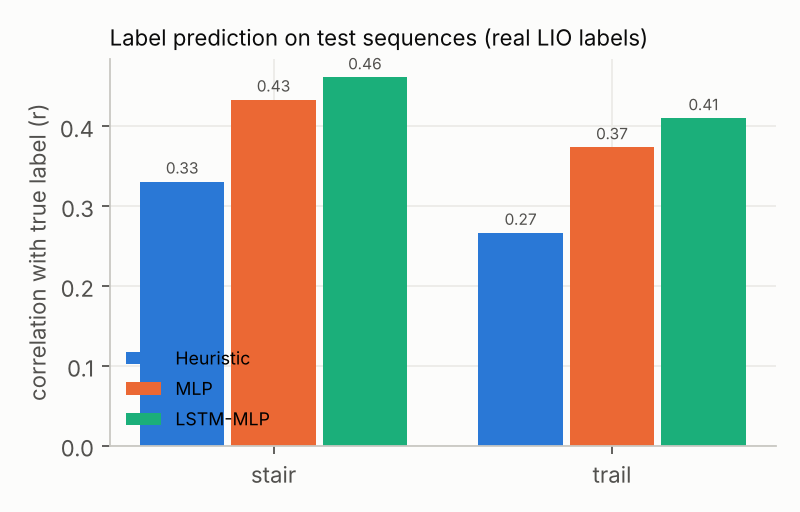 Label prediction on test sequences (real LIO labels)
correlation with true label (r)
0.4
0.3
0.2
0.1
0.0
0.33
0.43
0.46
0.27
0.37
0.41
Heuristic
MLP
LSTM-MLP
stair
trail